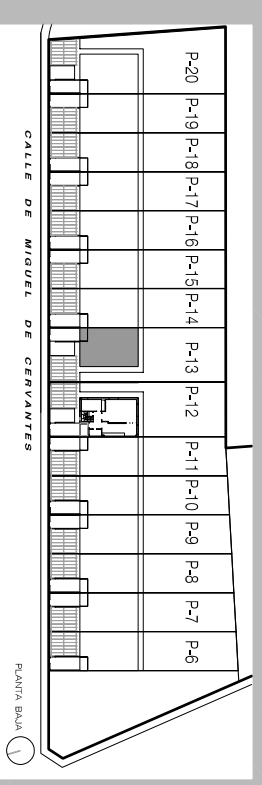 P-20
P-19
P-18
P-17
P-16
P-15
P-14
P-13
P-12
P-11
P-10
P-9
P-8
P-7
P-6
CALLE DE MIGUEL DE CERVANTES
PLANTA BAJA